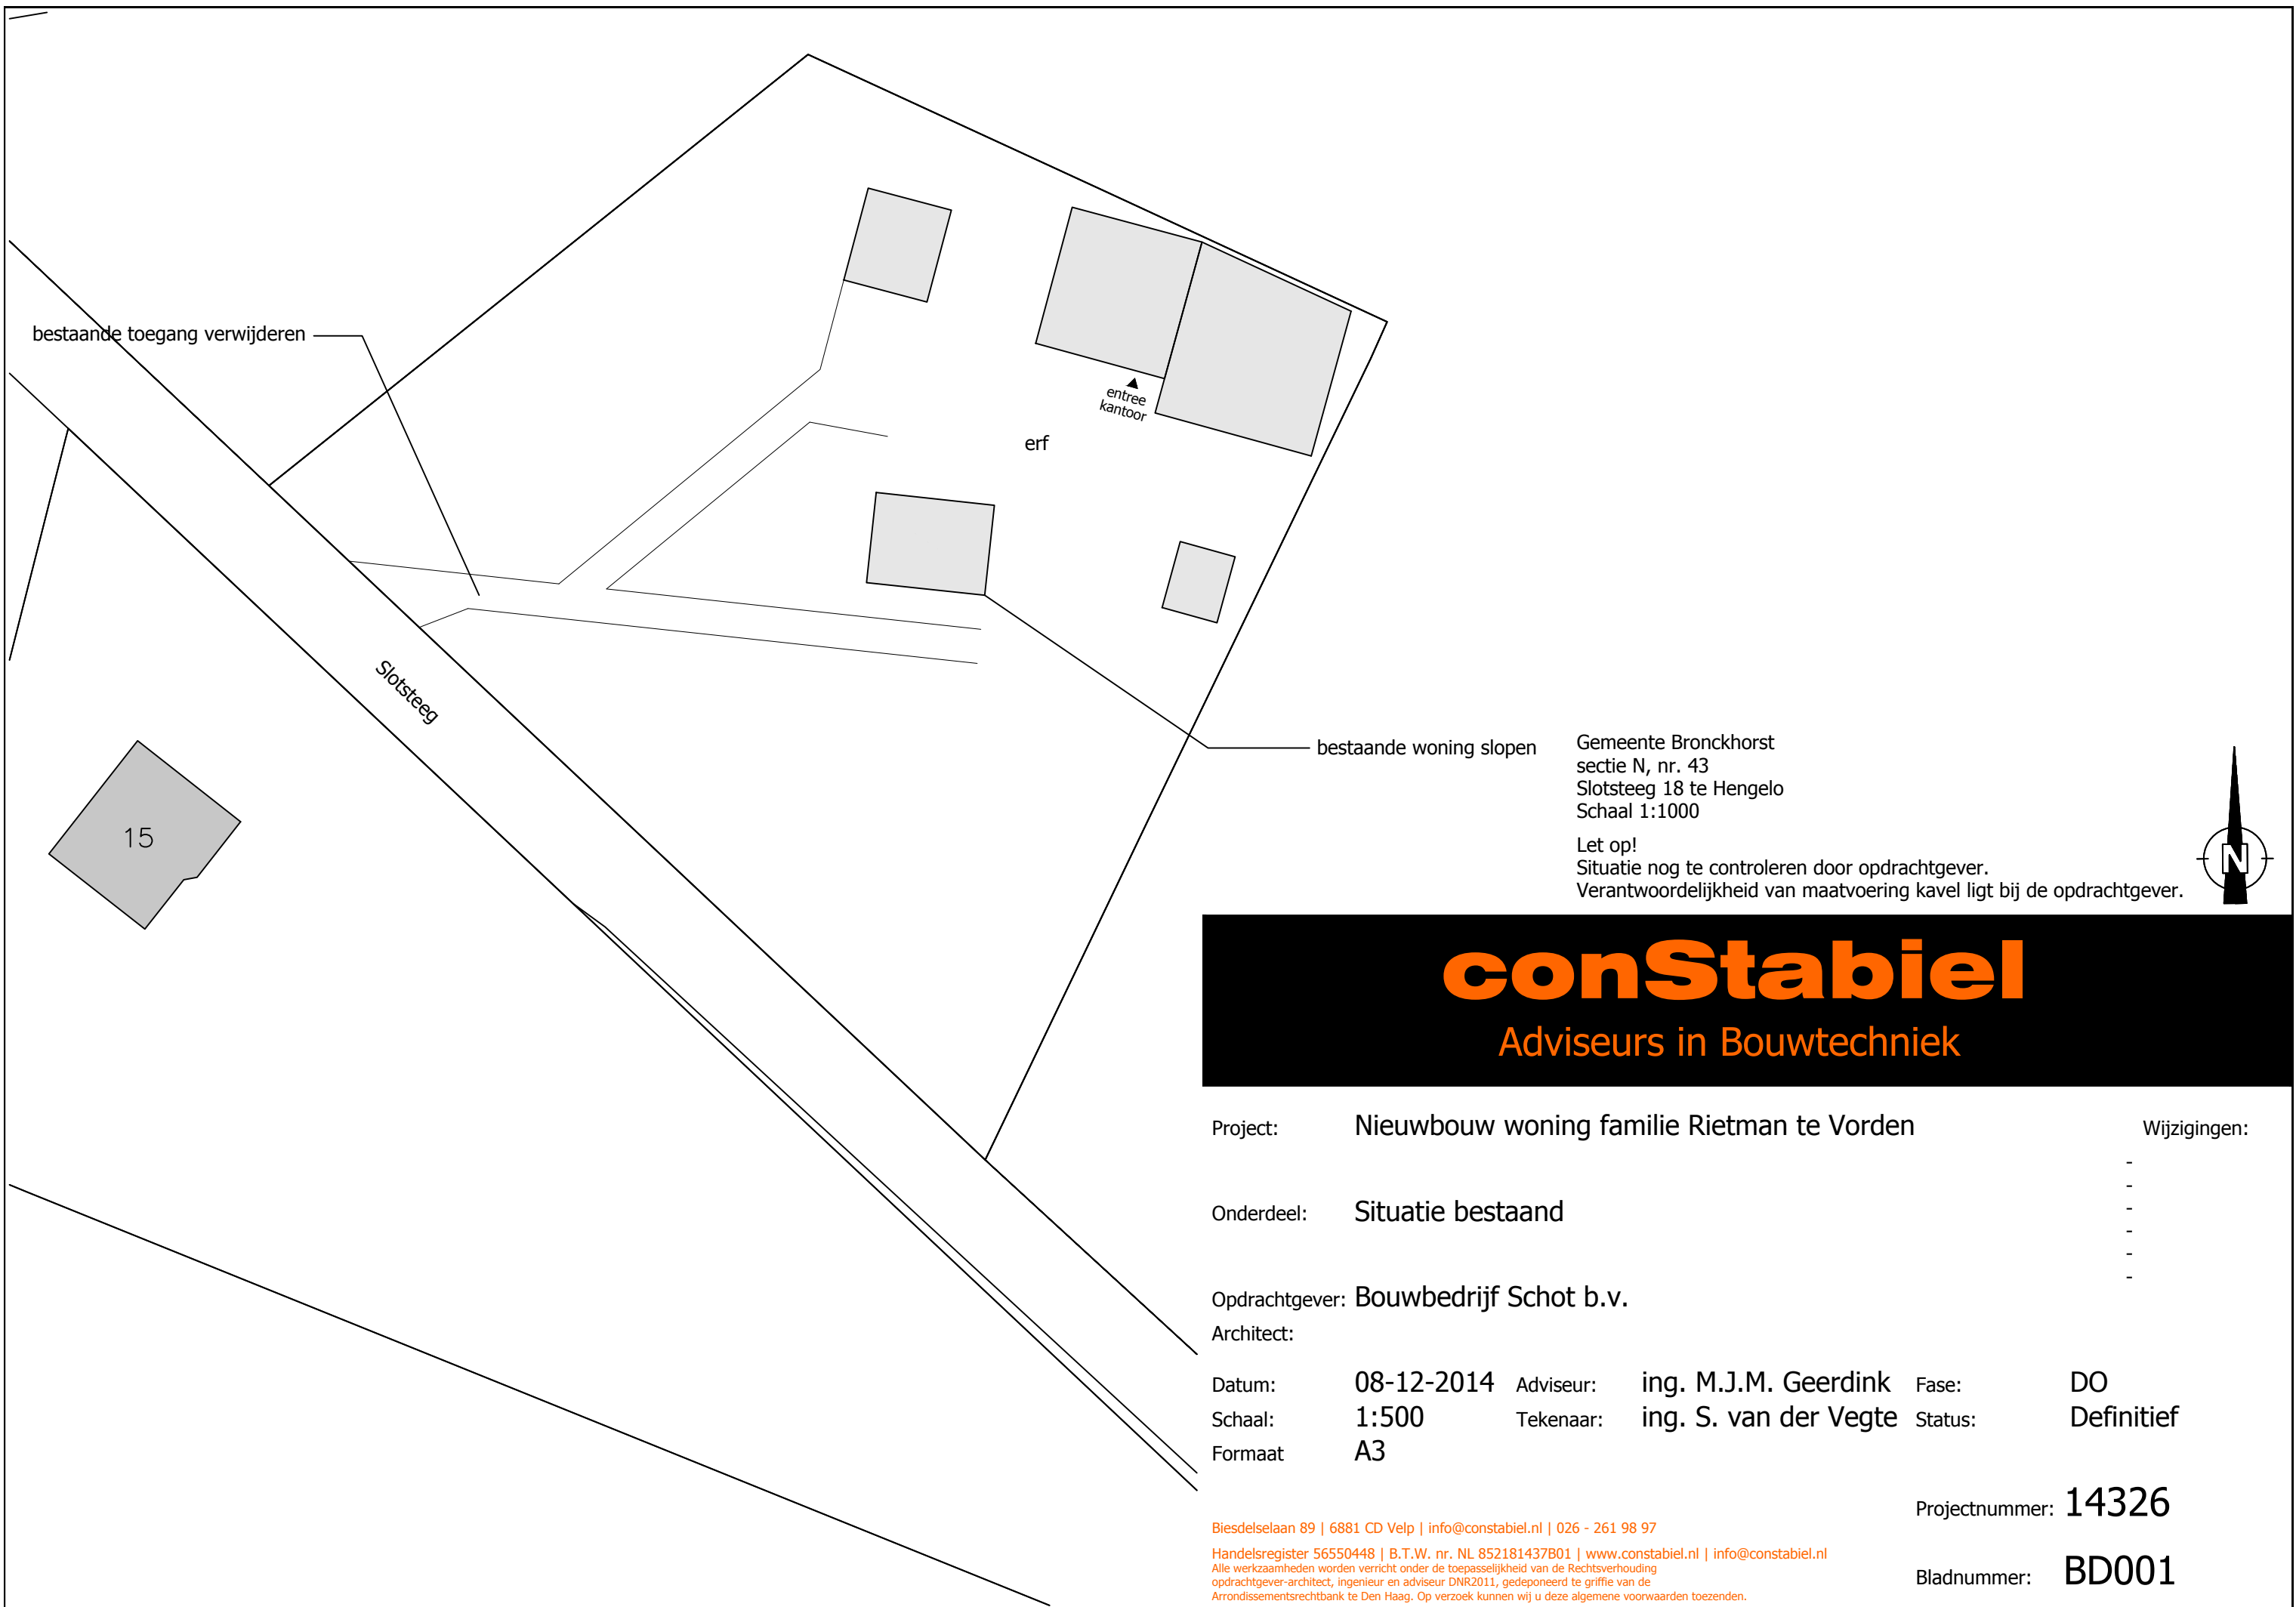 bestaande toegang verwijderen
entree
kantoor
erf
Slotsteeg
15
bestaande woning slopen
Gemeente Bronckhorst
sectie N, nr. 43
Slotsteeg 18 te Hengelo
Schaal 1:1000
Let op!
Situatie nog te controleren door opdrachtgever.
Verantwoordelijkheid van maatvoering kavel ligt bij de opdrachtgever.
N
conStabiel
Adviseurs in Bouwtechniek
Project: Nieuwbouw woning familie Rietman te Vorden Wijzigingen:
-
-
Onderdeel: Situatie bestaand -
-
-
-
Opdrachtgever: Bouwbedrijf Schot b.v.
Architect:
Datum: 08-12-2014 Adviseur: ing. M.J.M. Geerdink Fase: DO
Schaal: 1:500 Tekenaar: ing. S. van der Vegte Status: Definitief
Formaat A3
Projectnummer: 14326
Biesdelselaan 89 | 6881 CD Velp | info@constabiel.nl | 026 - 261 98 97
Handelsregister 56550448 | B.T.W. nr. NL 852181437B01 | www.constabiel.nl | info@constabiel.nl
Alle werkzaamheden worden verricht onder de toepasselijkheid van de Rechtsverhouding
opdrachtgever-architect, ingenieur en adviseur DNR2011, gedeponeerd te griffie van de
Arrondissementsrechtbank te Den Haag. Op verzoek kunnen wij u deze algemene voorwaarden toezenden.
Bladnummer: BD001